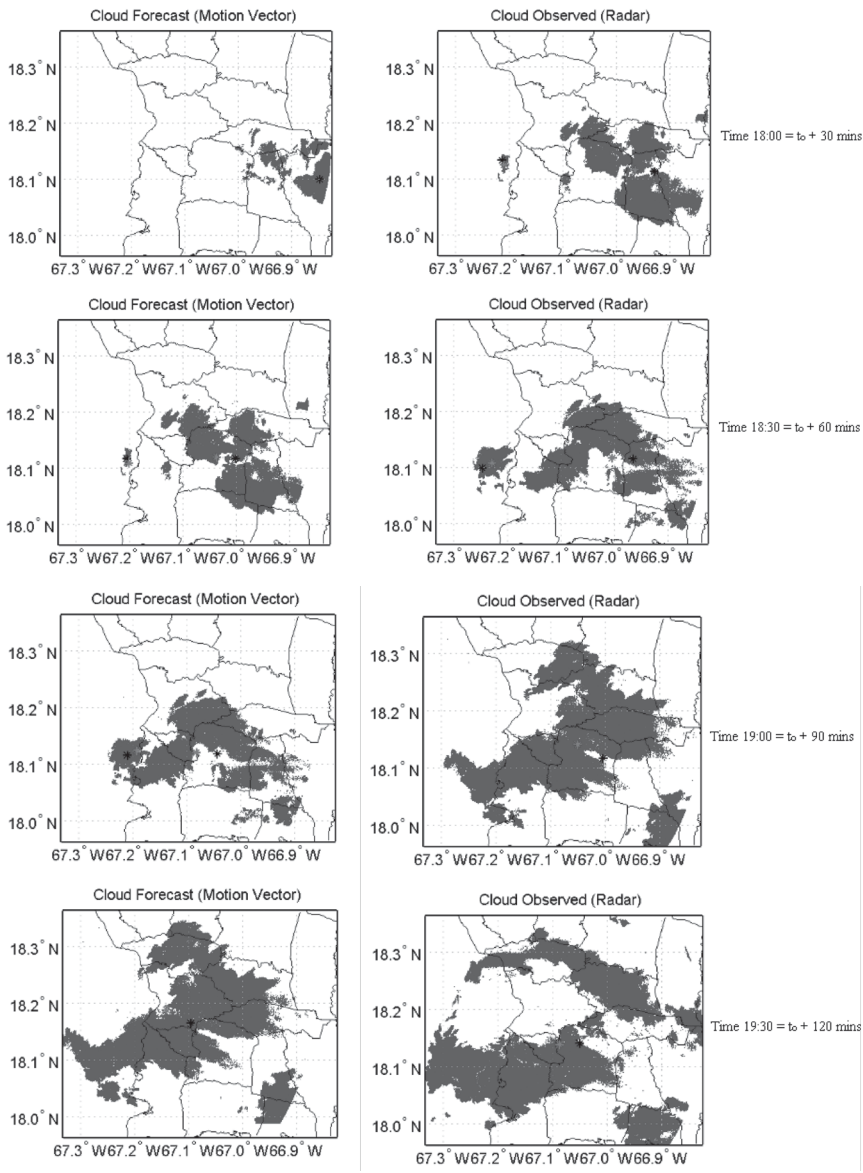 Cloud Forecast (Motion Vector)
Cloud Observed (Radar)
18.3° N
18.2° N
18.1° N
18.0° N
67.3° W67.2° W67.1° W67.0° W66.9° W
18.3° N
18.2° N
18.1° N
18.0° N
67.3° W67.2° W67.1° W67.0° W66.9° W
Time 18:00 = to + 30 mins
Cloud Forecast (Motion Vector)
Cloud Observed (Radar)
18.3° N
18.2° N
18.1° N
18.0° N
67.3° W67.2° W67.1° W67.0° W66.9° W
18.3° N
18.2° N
18.1° N
18.0° N
67.3° W67.2° W67.1° W67.0° W66.9° W
Time 18:30 = to + 60 mins
Cloud Forecast (Motion Vector)
Cloud Observed (Radar)
18.3° N
18.2° N
18.1° N
18.0° N
67.3° W67.2° W67.1° W67.0° W66.9° W
18.3° N
18.2° N
18.1° N
18.0° N
67.3° W67.2° W67.1° W67.0° W66.9° W
Time 19:00 = to + 90 mins
Cloud Forecast (Motion Vector)
Cloud Observed (Radar)
18.3° N
18.2° N
18.1° N
18.0° N
67.3° W67.2° W67.1° W67.0° W66.9° W
18.3° N
18.2° N
18.1° N
18.0° N
67.3° W67.2° W67.1° W67.0° W66.9° W
Time 19:30 = to + 120 mins